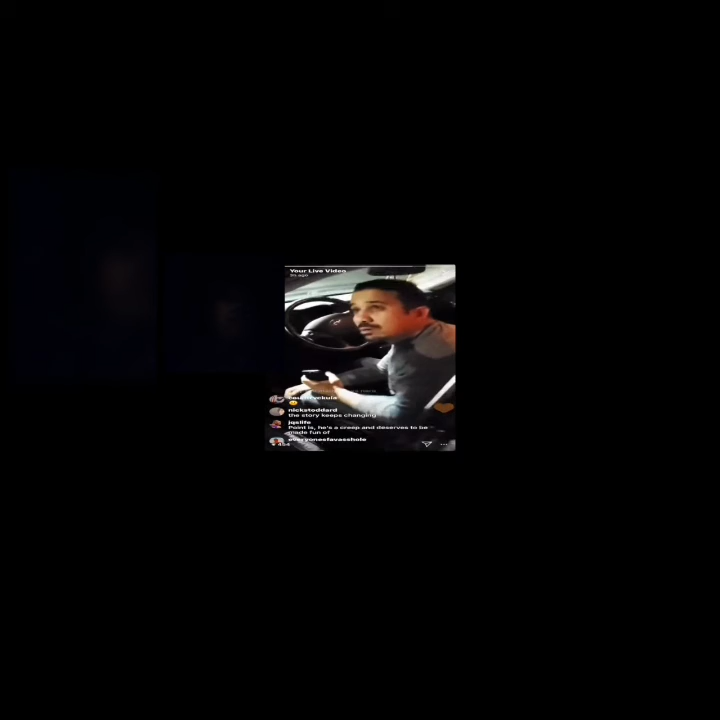 Your Live Video
nickstoddard
the story keeps changing
jqslife
Point is, he's a creep and deserves to be
made fun of
everyonesfavasshole